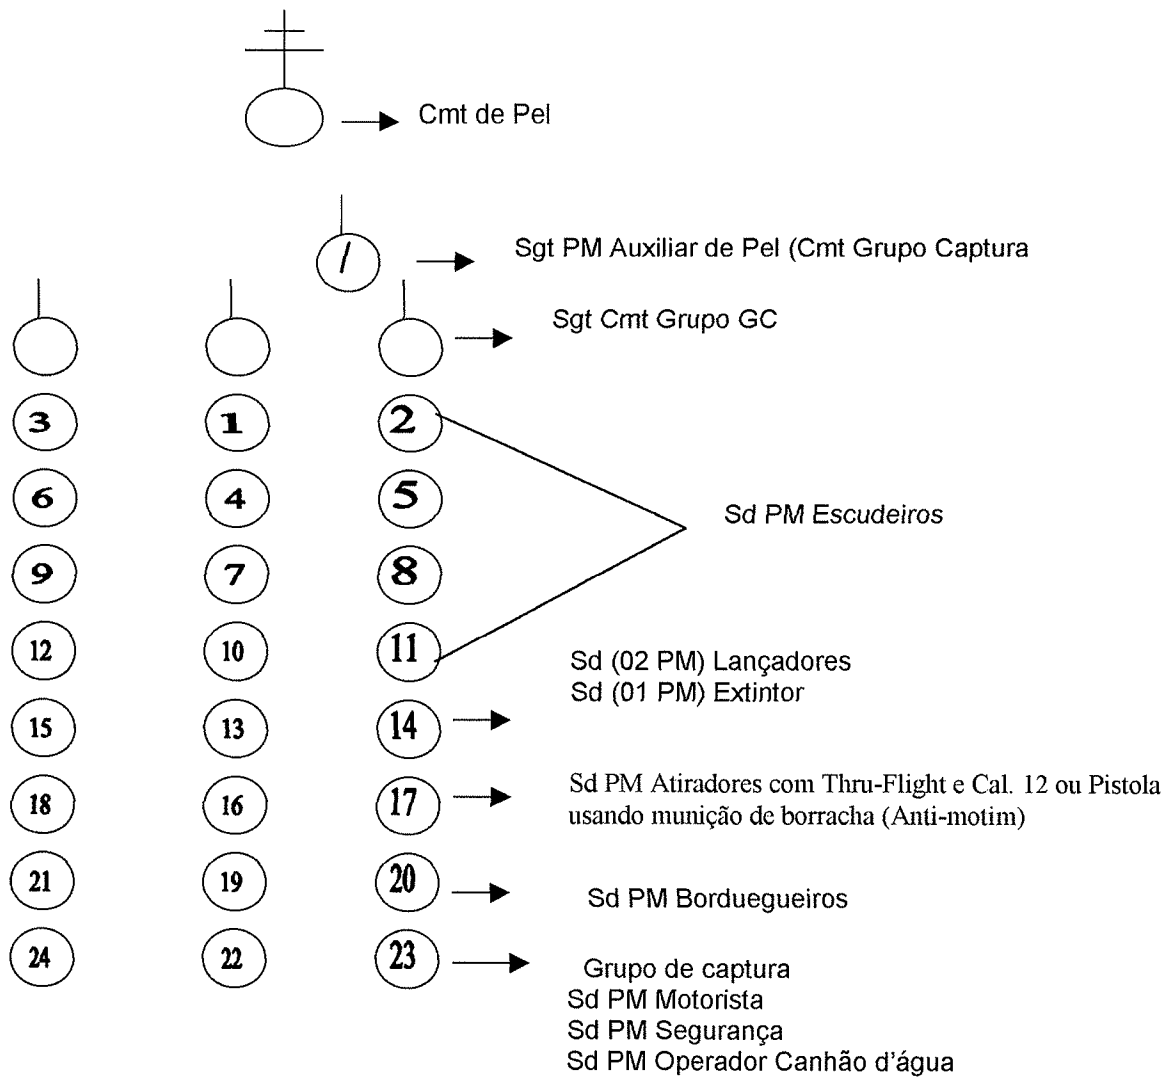 Cmt de Pel
/
Sgt PM Auxiliar de Pel (Cmt Grupo Captura
Sgt Cmt Grupo GC
3 1 2
6 4 5
Sd PM Escudeiros
9 7 8
12 10 11
Sd (02 PM) Lançadores
Sd (01 PM) Extintor
15 13 14
18 16 17
Sd PM Atiradores com Thru-Flight e Cal. 12 ou Pistola
usando munição de borracha (Anti-motim)
21 19 20
Sd PM Borduegueiros
24 22 23
Grupo de captura
Sd PM Motorista
Sd PM Segurança
Sd PM Operador Canhão d'água